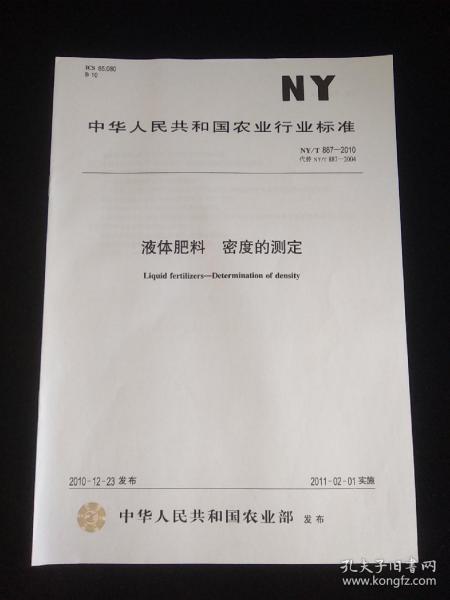 ICS 65.080
B 10
NY
中华人民共和国农业行业标准
NY/T 887—2010
代替 NY/T 887—2004
液体肥料 密度的测定
Liquid fertilizers—Determination of density
2010-12-23 发布
2011-02-01 实施
中华人民共和国农业部 发布
孔夫子旧书网
www.kongfz.com